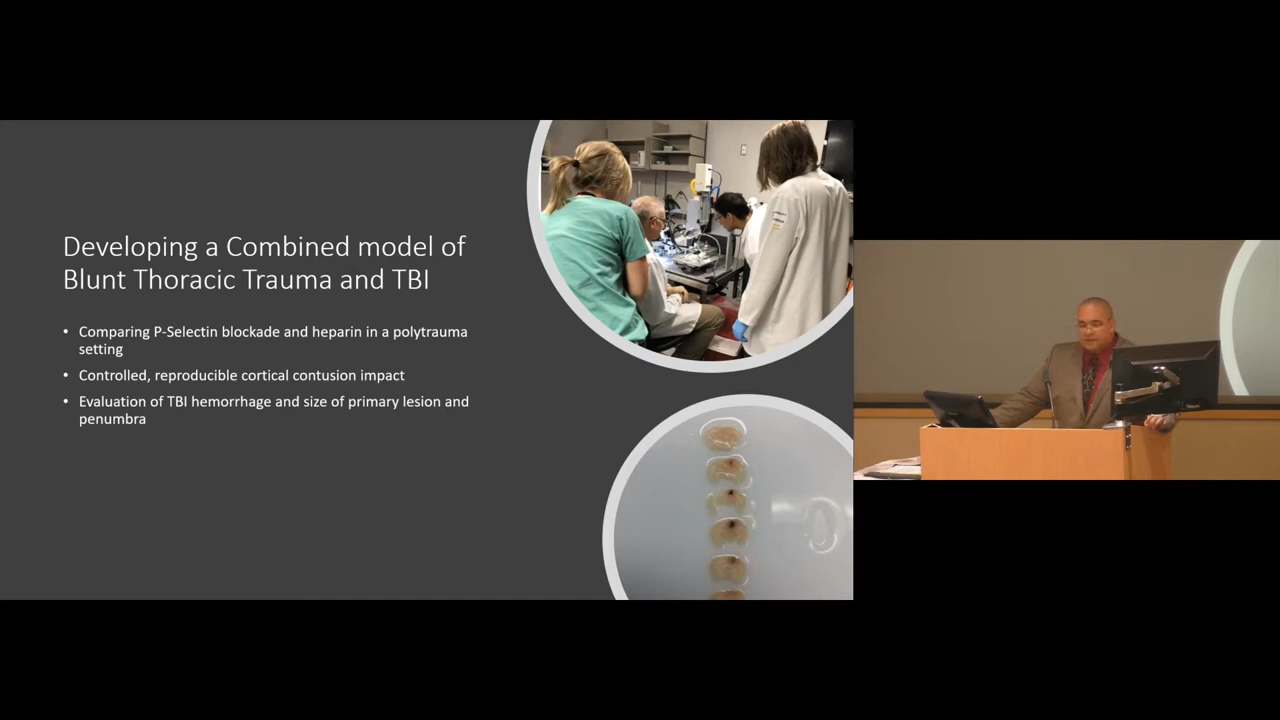 Developing a Combined model of
Blunt Thoracic Trauma and TBI
• Comparing P-Selectin blockade and heparin in a polytrauma
setting
• Controlled, reproducible cortical contusion impact
• Evaluation of TBI hemorrhage and size of primary lesion and
penumbra